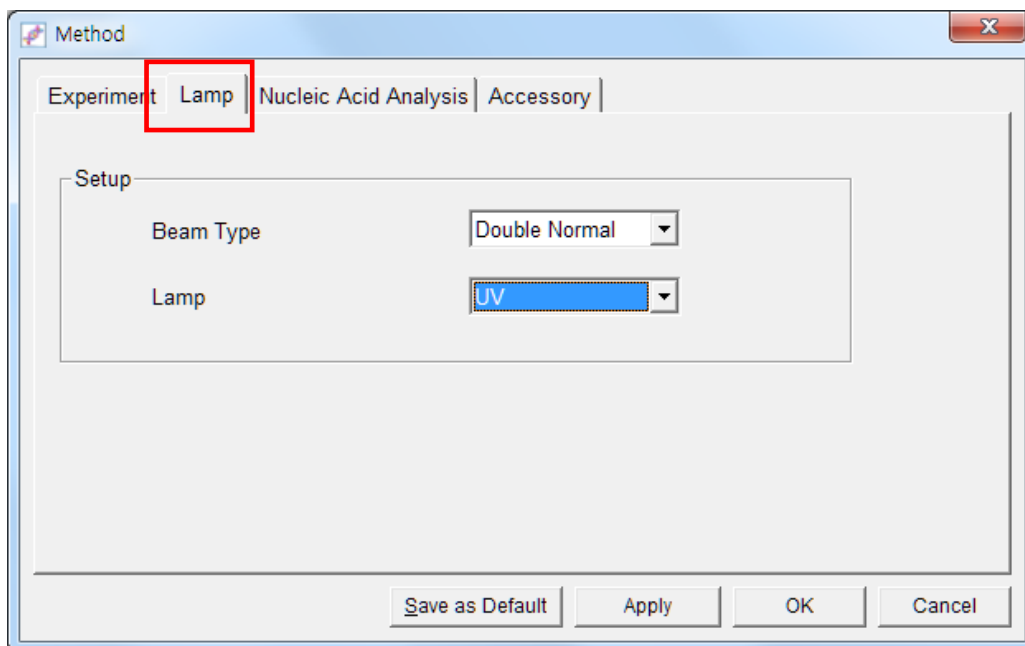 Method
Experiment Lamp Nucleic Acid Analysis Accessory
Setup
Beam Type Double Normal
Lamp UV
Save as Default Apply OK Cancel